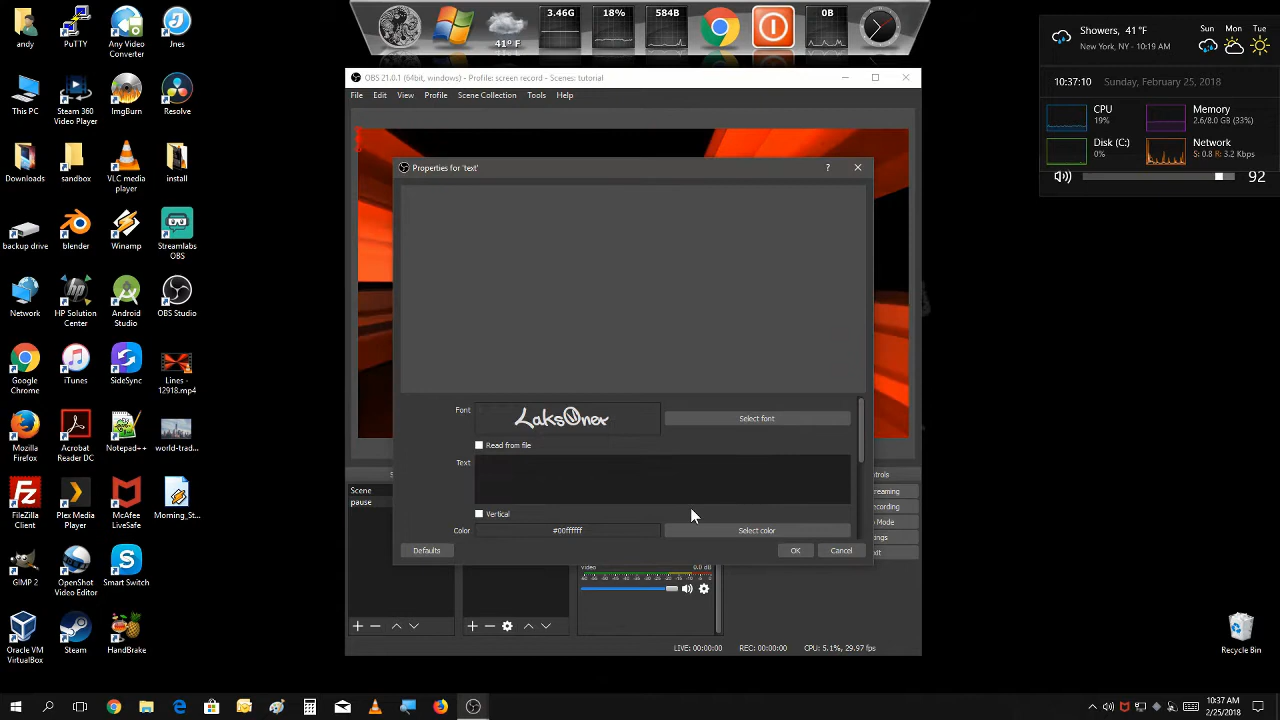 andy
PuTTY
Any Video Converter
Jnes
This PC
Steam 360 Video Player
ImgBurn
Resolve
Downloads
sandbox
VLC media player
install
backup drive
blender
Winamp
Streamlabs OBS
Network
HP Solution Center
Android Studio
OBS Studio
Google Chrome
iTunes
SideSync
Lines - 12918.mp4
Mozilla Firefox
Acrobat Reader DC
Notepad++
world-trad...
FileZilla Client
Plex Media Player
McAfee LiveSafe
Morning_St...
GIMP 2
OpenShot Video Editor
Smart Switch
Oracle VM VirtualBox
Steam
HandBrake
41° F
3.46G
18%
584B
0B
Showers, 41°F
New York, NY - 10:19 AM
Sun Mon Tue
10:37:10 Sunday, February 25, 2018
CPU
19%
Memory
2.6/8.0 GB (33%)
Disk (C:)
0%
Network
S: 0.8 R: 3.2 Kbps
92
OBS 21.0.1 (64bit, windows) - Profile: screen record - Scenes: tutorial
File Edit View Profile Scene Collection Tools Help
Properties for 'text'
?
Font
LaksOner
Select font
Read from file
Text
Vertical
Color
#00ffffff
Select color
Defaults
OK
Cancel
S
Scene
pause
video
0.0 dB
LIVE: 00:00:00 REC: 00:00:00 CPU: 5.1%, 29.97 fps
Recycle Bin
10:37 AM
2/25/2018